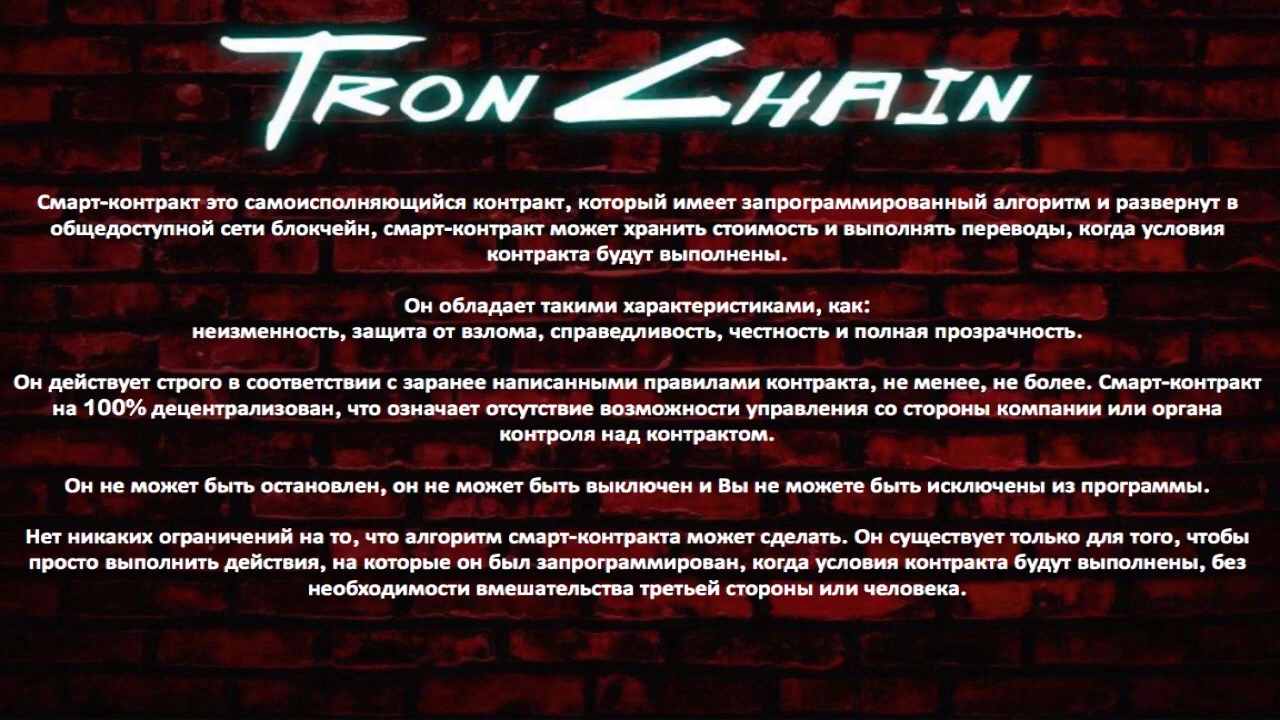 Tron Chain
Смарт-контракт это самоисполняющийся контракт, который имеет запрограммированный алгоритм и развернут в
общедоступной сети блокчейн, смарт-контракт может хранить стоимость и выполнять переводы, когда условия
контракта будут выполнены.
Он обладает такими характеристиками, как:
неизменность, защита от взлома, справедливость, честность и полная прозрачность.
Он действует строго в соответствии с заранее написанными правилами контракта, не менее, не более. Смарт-контракт
на 100% децентрализован, что означает отсутствие возможности управления со стороны компании или органа
контроля над контрактом.
Он не может быть остановлен, он не может быть выключен и Вы не можете быть исключены из программы.
Нет никаких ограничений на то, что алгоритм смарт-контракта может сделать. Он существует только для того, чтобы
просто выполнить действия, на которые он был запрограммирован, когда условия контракта будут выполнены, без
необходимости вмешательства третьей стороны или человека.